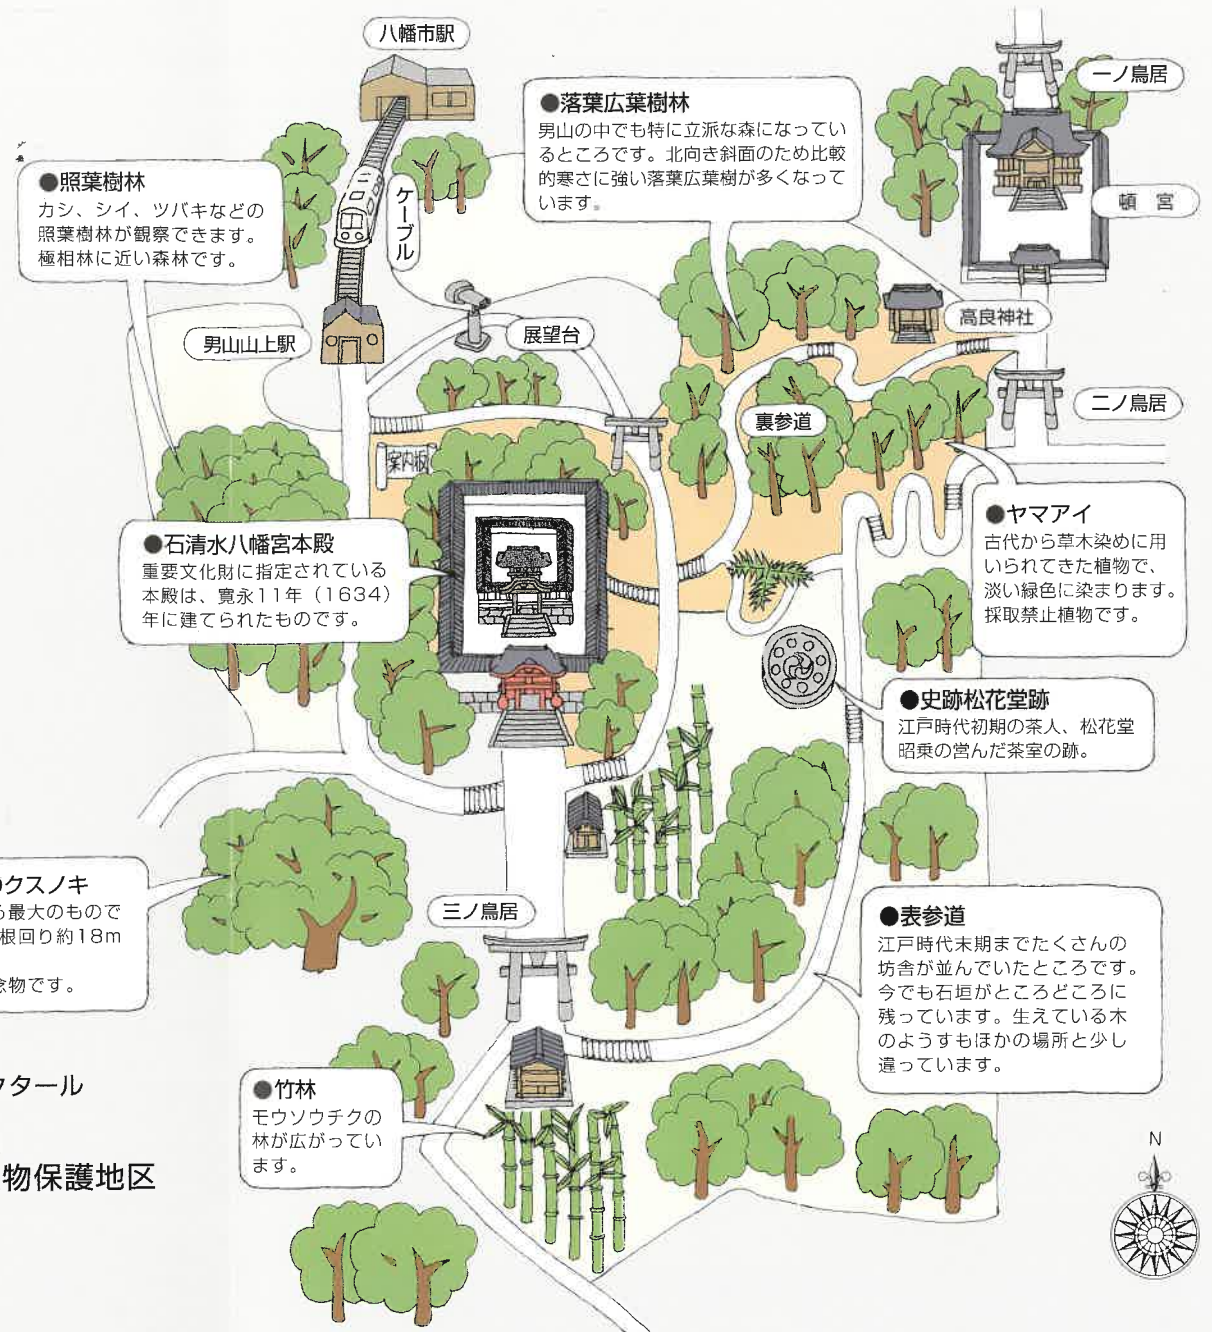 八幡市駅
一ノ鳥居
●落葉広葉樹林
男山の中でも特に立派な森になってい
るところです。北向き斜面のため比較
的寒さに強い落葉広葉樹が多くなって
います。
●照葉樹林
カシ、シイ、ツバキなどの
照葉樹林が観察できます。
極相林に近い森林です。
ケーブル
頓宮
男山山上駅
展望台
高良神社
裏参道
二ノ鳥居
案内板
●石清水八幡宮本殿
重要文化財に指定されている
本殿は、寛永11年（1634）
年に建てられたものです。
●ヤマアイ
古代から草木染めに用
いられてきた植物で、
淡い緑色に染まります。
採取禁止植物です。
●史跡松花堂跡
江戸時代初期の茶人、松花堂
昭乗の営んだ茶室の跡。
のクスノキ
る最大のもので
根回り約18m
念物です。
三ノ鳥居
●表参道
江戸時代末期までたくさんの
坊舎が並んでいたところです。
今でも石垣がところどころに
残っています。生えている木
のようすもほかの場所と少し
違っています。
クタール
●竹林
モウソウチクの
林が広がってい
ます。
物保護地区
N